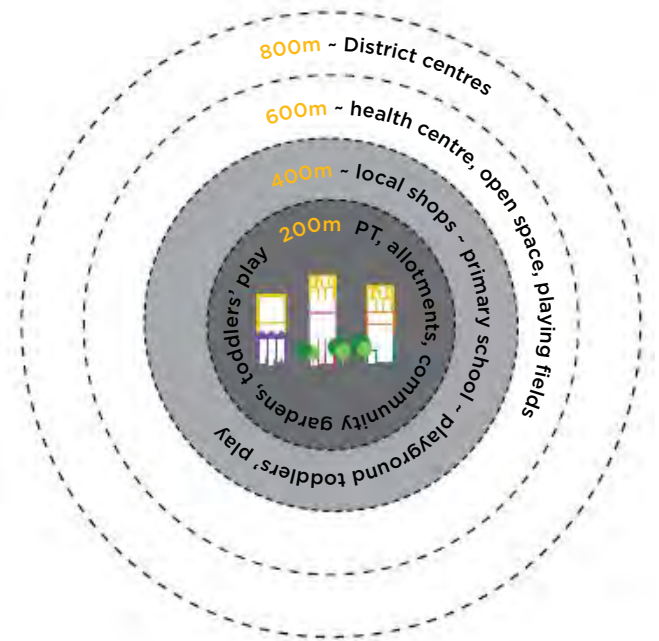 800m ~ District centres
600m ~ health centre, open space, playing fields
400m ~ local shops ~ primary school ~ playground toddlers' play
200m PT, allotments, community gardens, toddlers' play